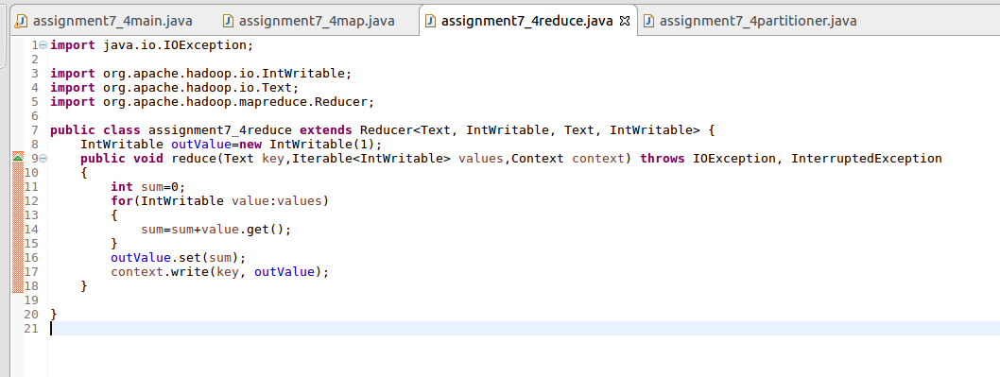 assignment7_4main.java assignment7_4map.java assignment7_4reduce.java assignment7_4partitioner.java
1 import java.io.IOException;
2
3 import org.apache.hadoop.io.IntWritable;
4 import org.apache.hadoop.io.Text;
5 import org.apache.hadoop.mapreduce.Reducer;
6
7 public class assignment7_4reduce extends Reducer<Text, IntWritable, Text, IntWritable> {
8     IntWritable outValue=new IntWritable(1);
9     public void reduce(Text key,Iterable<IntWritable> values,Context context) throws IOException, InterruptedException
10     {
11         int sum=0;
12         for(IntWritable value:values)
13         {
14             sum=sum+value.get();
15         }
16         outValue.set(sum);
17         context.write(key, outValue);
18     }
19
20 }
21